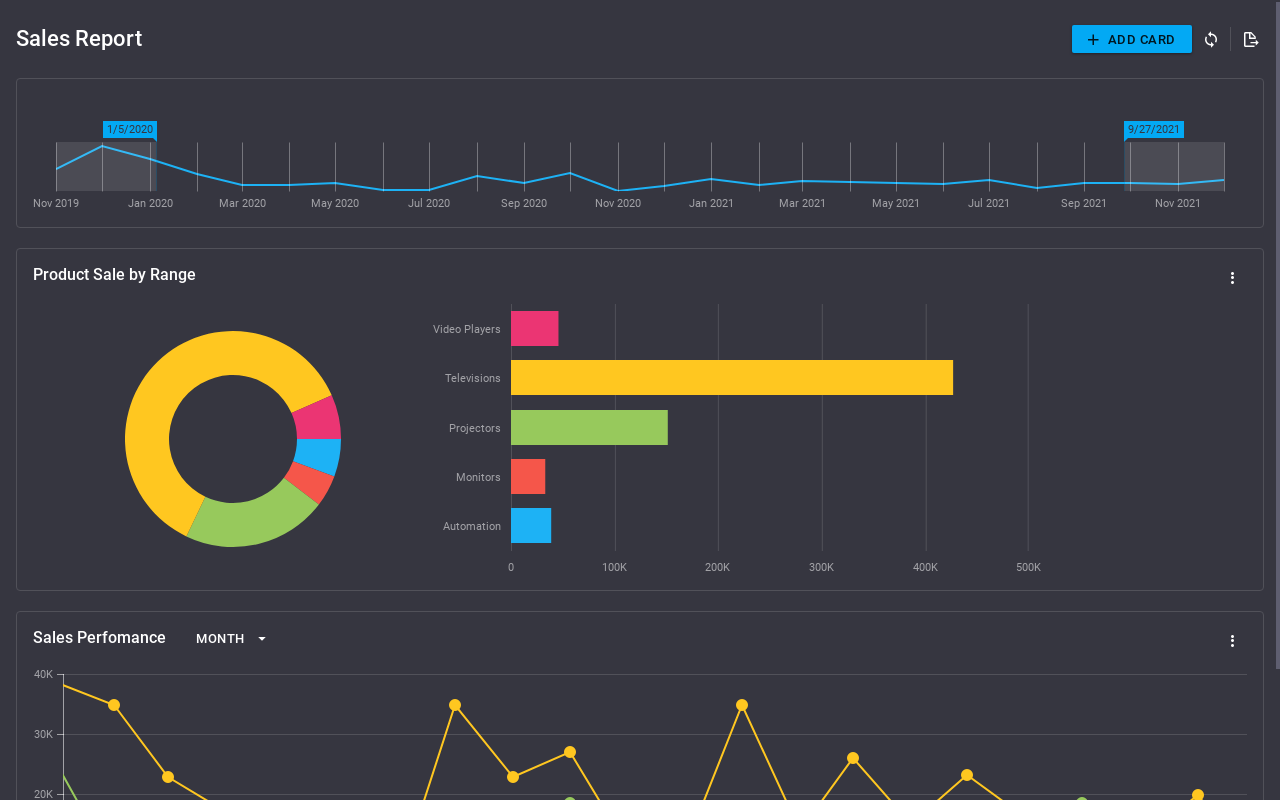 Sales Report
ADD CARD
1/5/2020
9/27/2021
Nov 2019 Jan 2020 Mar 2020 May 2020 Jul 2020 Sep 2020 Nov 2020 Jan 2021 Mar 2021 May 2021 Jul 2021 Sep 2021 Nov 2021
Product Sale by Range
Video Players
Televisions
Projectors
Monitors
Automation
0 100K 200K 300K 400K 500K
Sales Perfomance
MONTH
40K
30K
20K